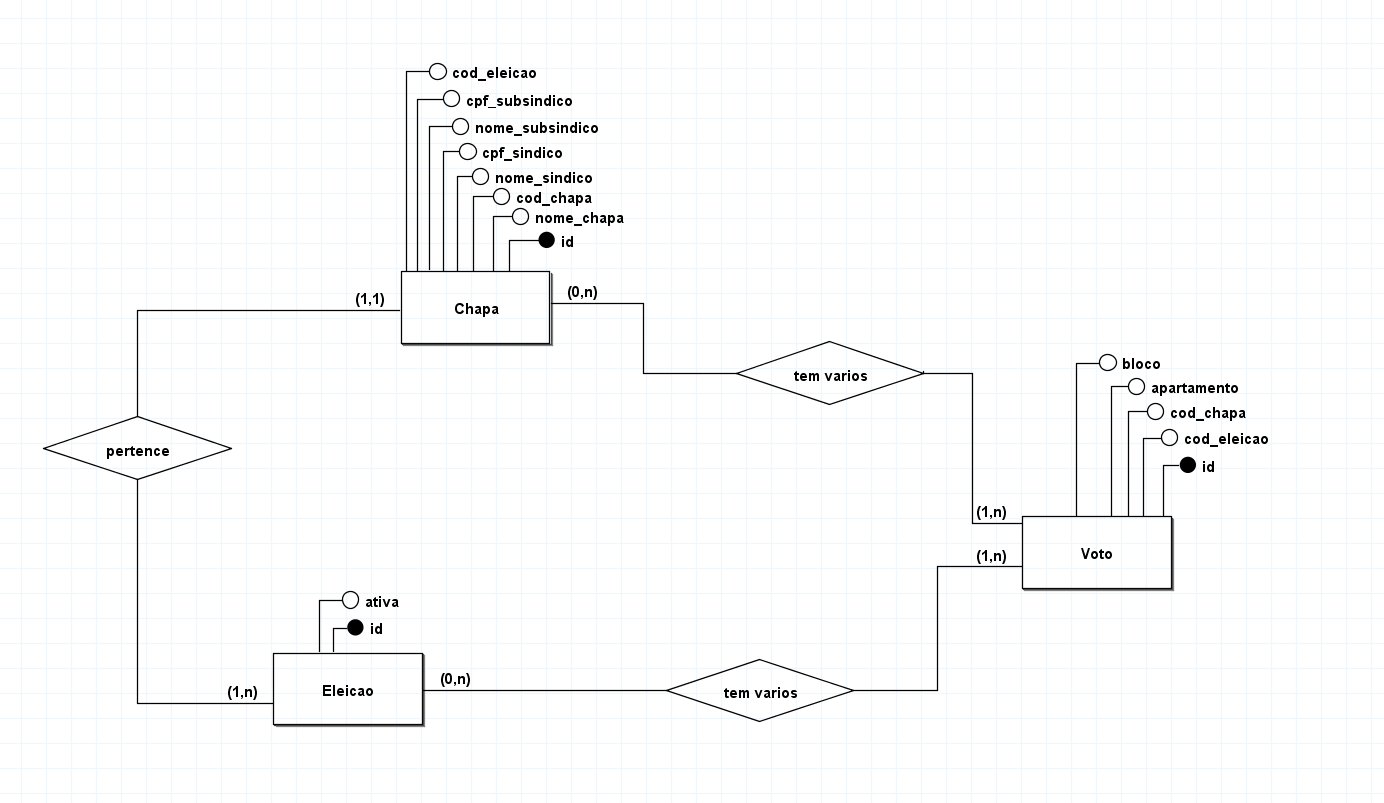 cod_eleicao
cpf_subsindico
nome_subsindico
cpf_sindico
nome_sindico
cod_chapa
nome_chapa
id
(1,1)
Chapa
(0,n)
tem varios
bloco
apartamento
cod_chapa
cod_eleicao
id
pertence
(1,n)
Voto
(1,n)
ativa
id
(1,n)
Eleicao
(0,n)
tem varios